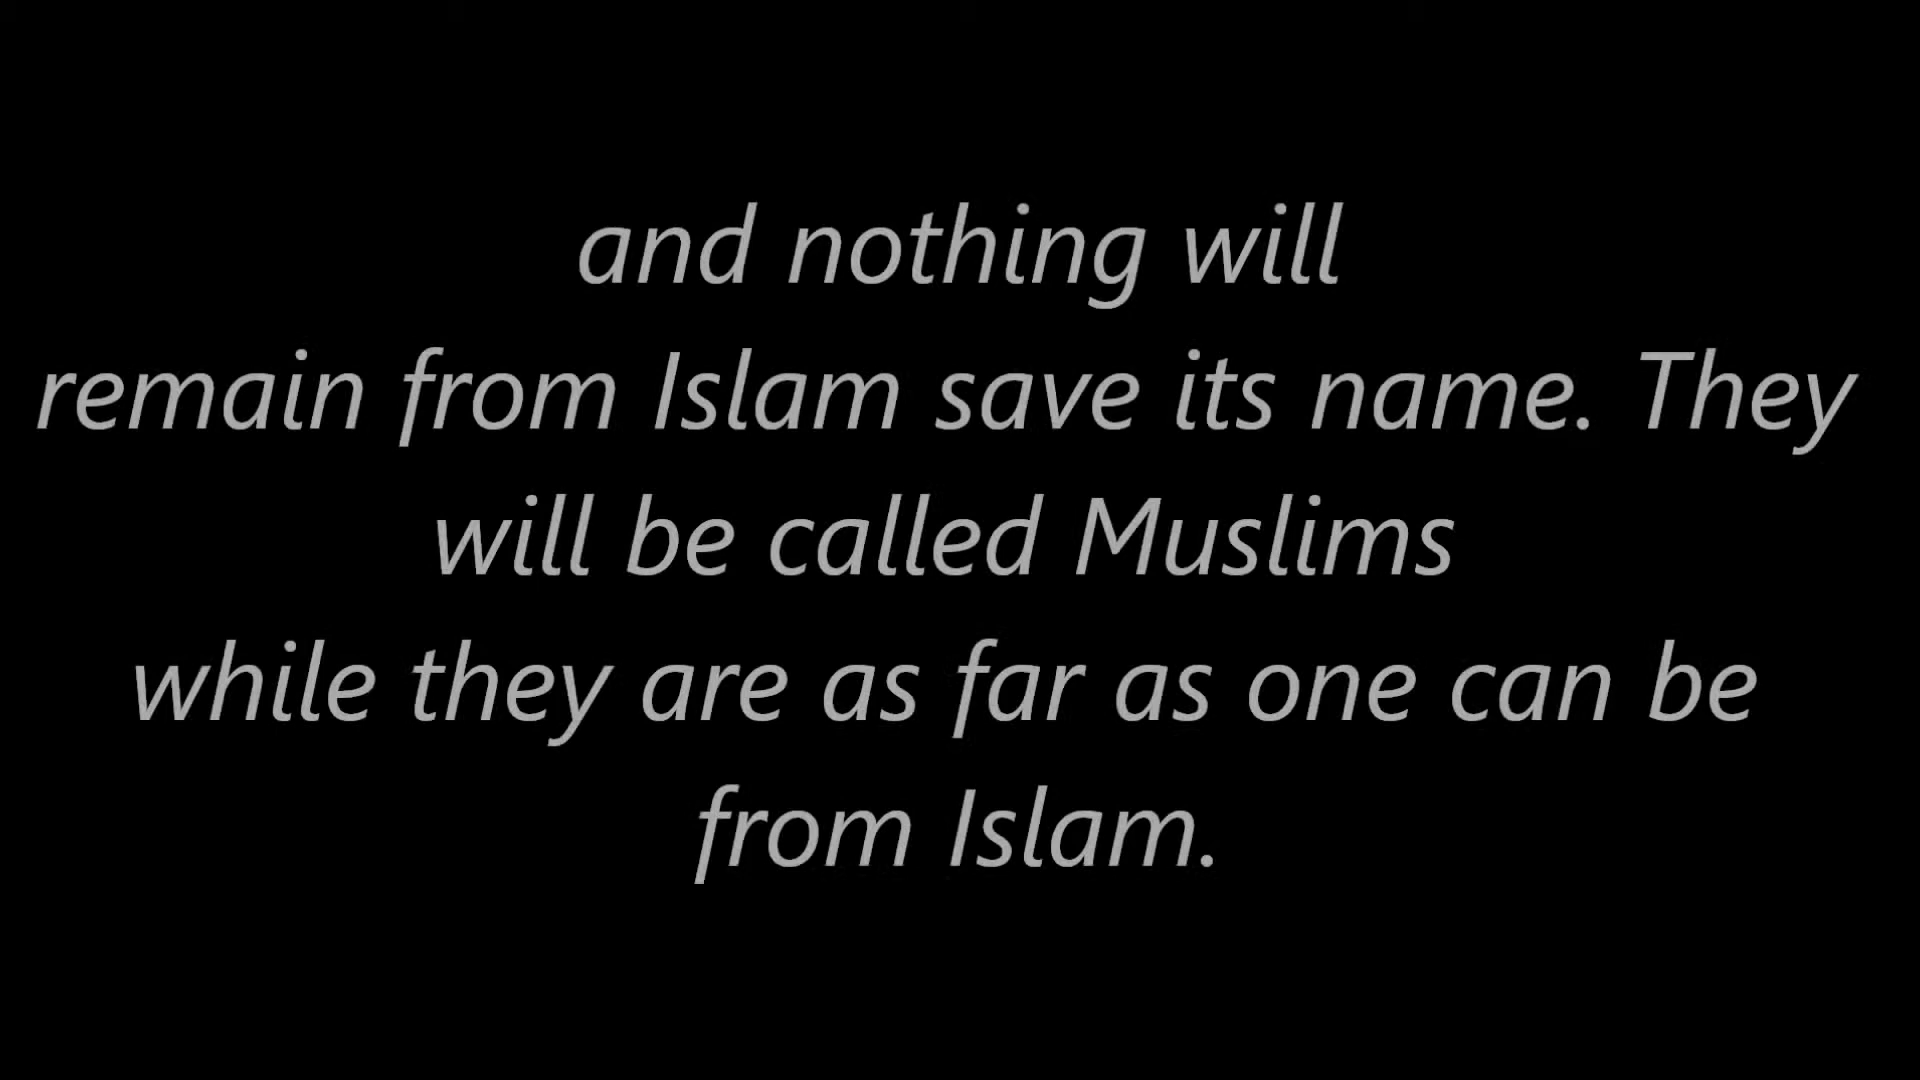 and nothing will
remain from Islam save its name. They
will be called Muslims
while they are as far as one can be
from Islam.